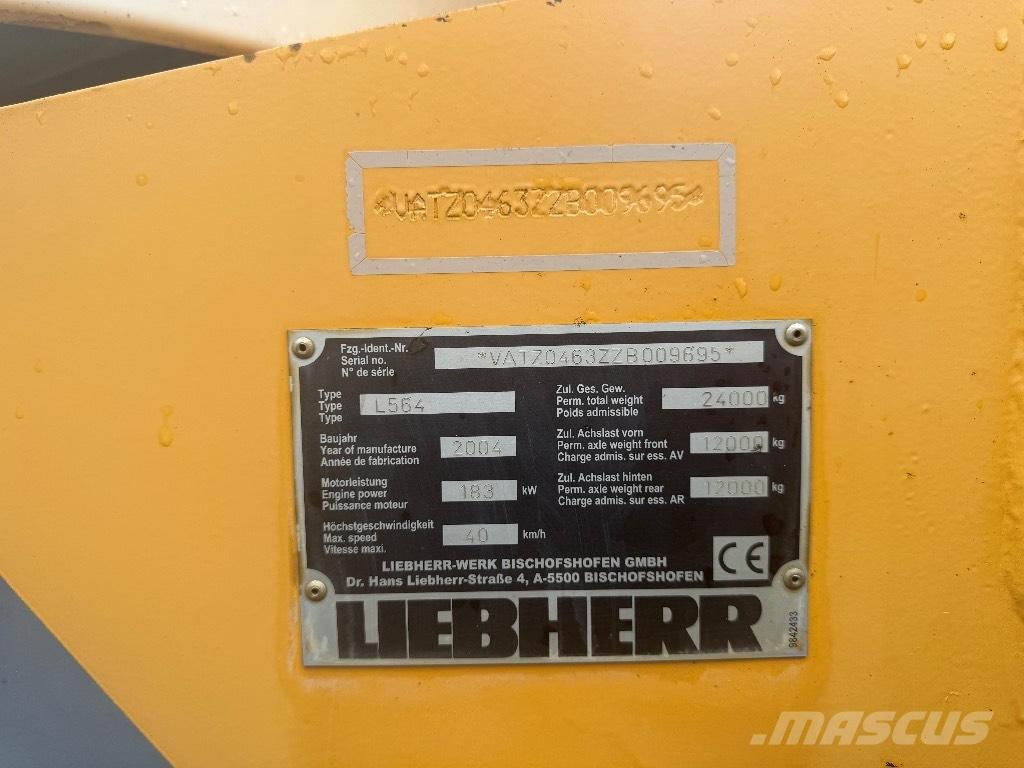 *VATZ0463ZZB009695*
Fzg.-Ident.-Nr.
Serial no.
N° de série
*VATZ0463ZZB009695*
Type
Type
Type
L564
Baujahr
Year of manufacture
Année de fabrication
2004
Motorleistung
Engine power
Puissance moteur
183 kW
Höchstgeschwindigkeit
Max. speed
Vitesse maxi.
40 km/h
Zul. Ges. Gew.
Perm. total weight
Poids admissible
24000 kg
Zul. Achslast vorn
Perm. axle weight front
Charge admis. sur ess. AV
12000 kg
Zul. Achslast hinten
Perm. axle weight rear
Charge admis. sur ess. AR
12000 kg
LIEBHERR-WERK BISCHOFSHOFEN GMBH
Dr. Hans Liebherr-Straße 4, A-5500 BISCHOFSHOFEN
CE
LIEBHERR
9842433
MASCUS